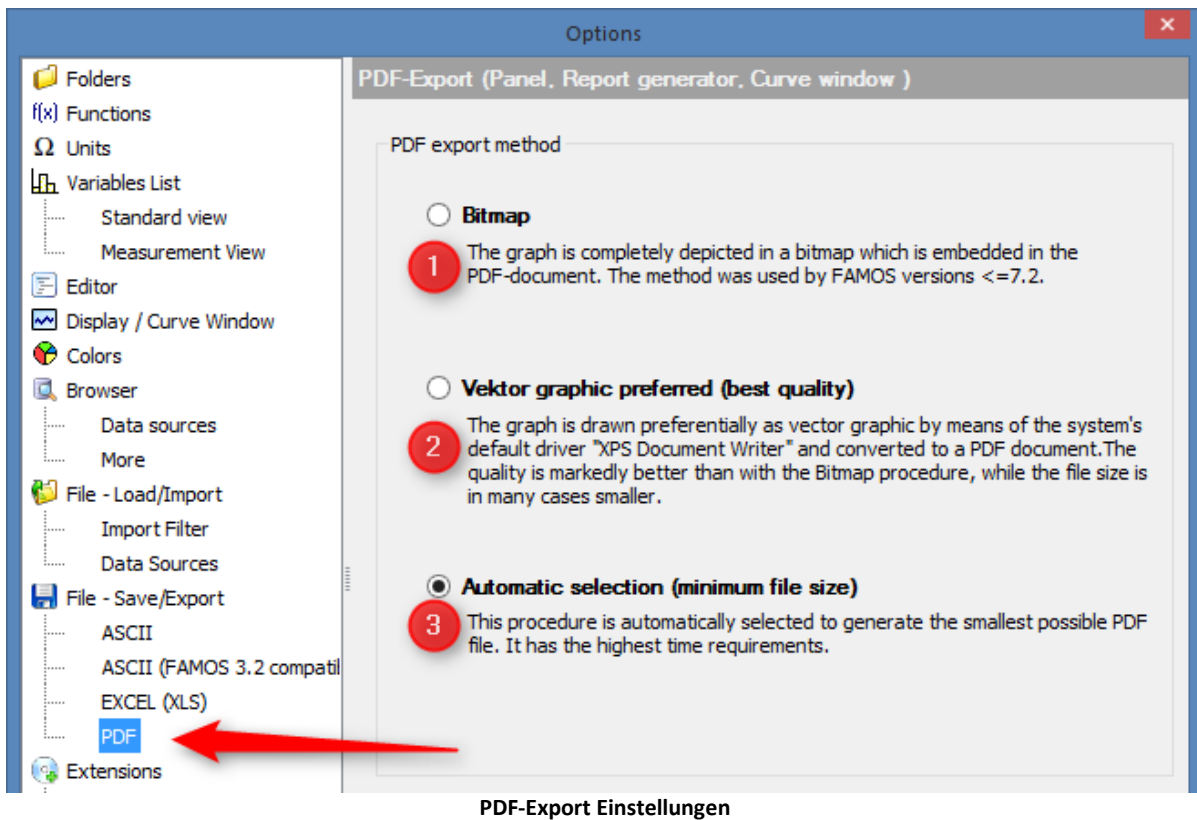 Options
×
Folders
f(x) Functions
Ω Units
Variables List
Standard view
Measurement View
Editor
Display / Curve Window
Colors
Browser
Data sources
More
File - Load/Import
Import Filter
Data Sources
File - Save/Export
ASCII
ASCII (FAMOS 3.2 compatil
EXCEL (XLS)
PDF
Extensions
PDF-Export (Panel, Report generator, Curve window )
PDF export method
Bitmap
1
The graph is completely depicted in a bitmap which is embedded in the
PDF-document. The method was used by FAMOS versions <=7.2.
Vektor graphic preferred (best quality)
2
The graph is drawn preferentially as vector graphic by means of the system's
default driver "XPS Document Writer" and converted to a PDF document.The
quality is markedly better than with the Bitmap procedure, while the file size is
in many cases smaller.
Automatic selection (minimum file size)
3
This procedure is automatically selected to generate the smallest possible PDF
file. It has the highest time requirements.
PDF-Export Einstellungen